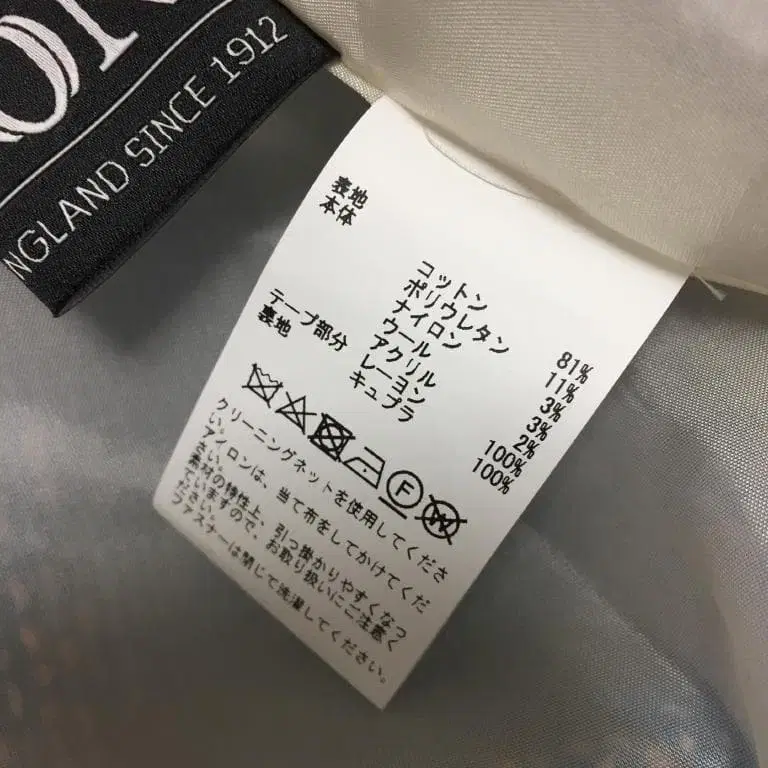 NGLAND SINCE 1912
表地
本体
コットン 81%
ポリウレタン 11%
ナイロン 3%
ウール 3%
アクリル 2%
テープ部分 レーヨン 100%
裏地 キュプラ 100%
F W
クリーニングネットを使用してくださ
い。
アイロンは、当て布をしてかけてくだ
さい。
素材の特性上、引っ掛かりやすくなっ
ていますので、お取り扱いにご注意く
ださい。
ファスナーは閉じて洗濯してください。